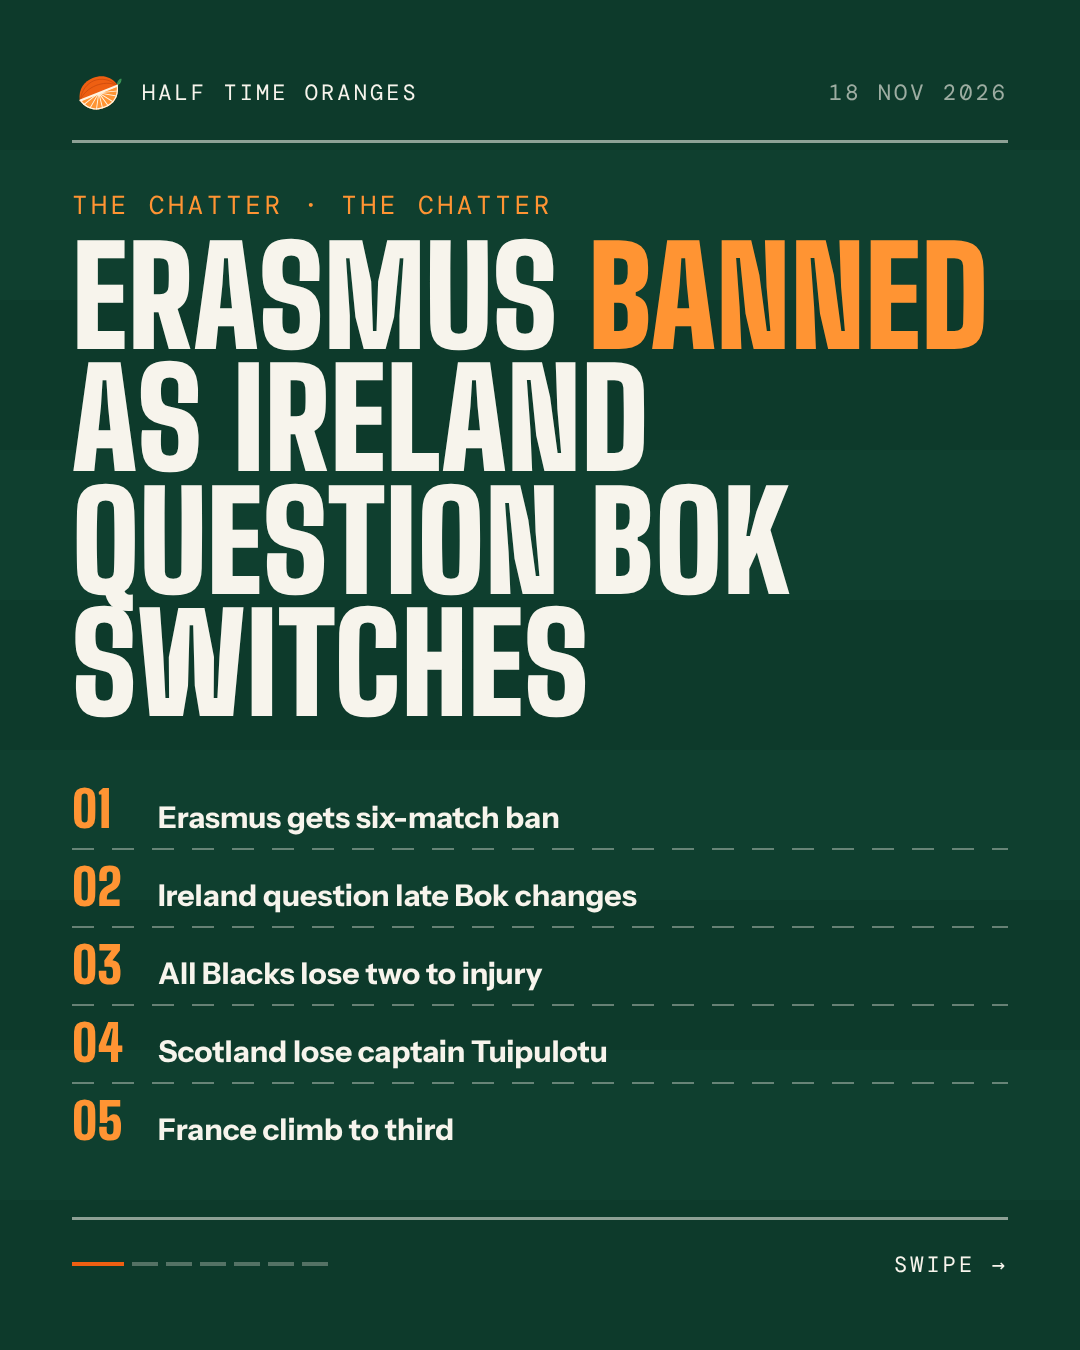 HALF TIME ORANGES
18 NOV 2026
THE CHATTER · THE CHATTER
ERASMUS BANNED
AS IRELAND
QUESTION BOK
SWITCHES
01 Erasmus gets six-match ban
02 Ireland question late Bok changes
03 All Blacks lose two to injury
04 Scotland lose captain Tuipulotu
05 France climb to third
SWIPE →